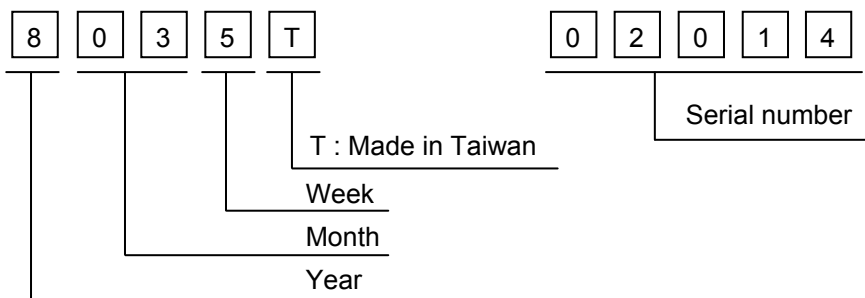 8 0 3 5 T 0 2 0 1 4
Serial number
T : Made in Taiwan
Week
Month
Year